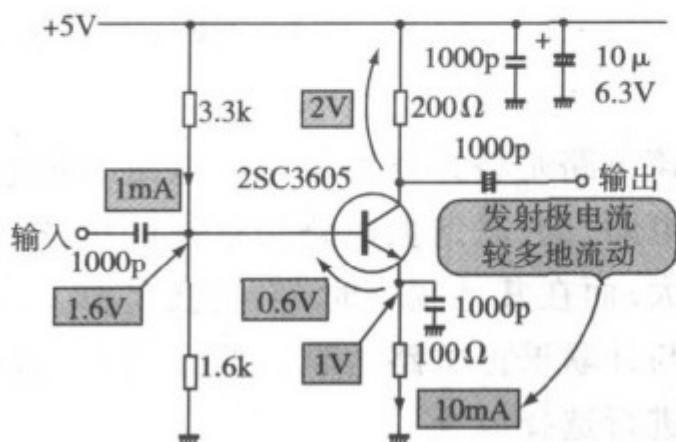 +5V
1000p
+
10μ
6.3V
3.3k
2V
200Ω
1mA
2SC3605
1000p
输出
输入
1000p
发射极电流
较多地流动
1.6V
0.6V
1000p
1V
1.6k
100Ω
10mA